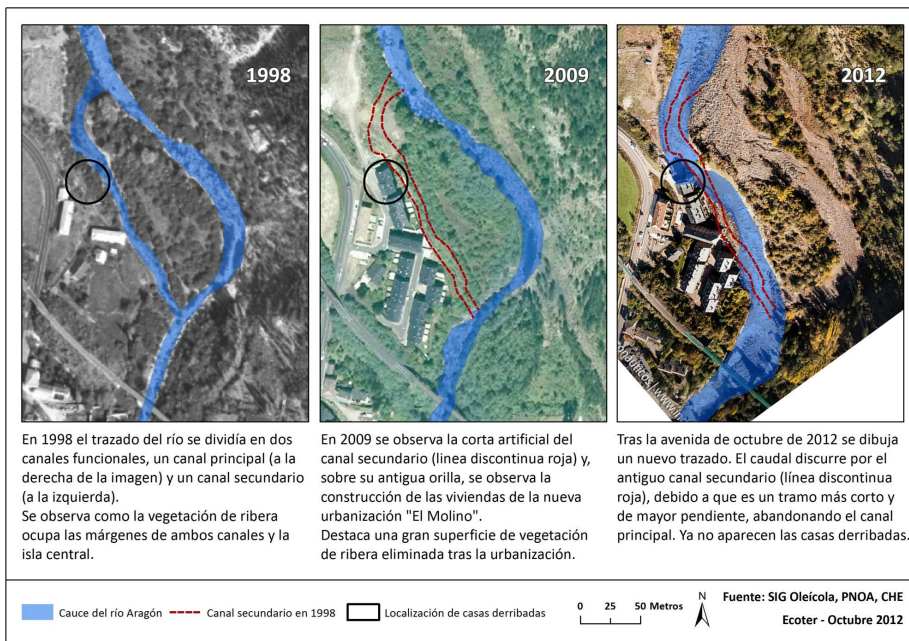 1998
2009
2012
En 1998 el trazado del río se dividía en dos
canales funcionales, un canal principal (a la
derecha de la imagen) y un canal secundario
(a la izquierda).
Se observa como la vegetación de ribera
ocupa las márgenes de ambos canales y la
isla central.
En 2009 se observa la corta artificial del
canal secundario (linea discontinua roja) y,
sobre su antigua orilla, se observa la
construcción de las viviendas de la nueva
urbanización "El Molino".
Destaca una gran superficie de vegetación
de ribera eliminada tras la urbanización.
Tras la avenida de octubre de 2012 se dibuja
un nuevo trazado. El caudal discurre por el
antiguo canal secundario (línea discontinua
roja), debido a que es un tramo más corto y
de mayor pendiente, abandonando el canal
principal. Ya no aparecen las casas derribadas.
Cauce del río Aragón
Canal secundario en 1998
Localización de casas derribadas
0 25 50 Metros
N
Fuente: SIG Oleícola, PNOA, CHE
Ecoter - Octubre 2012